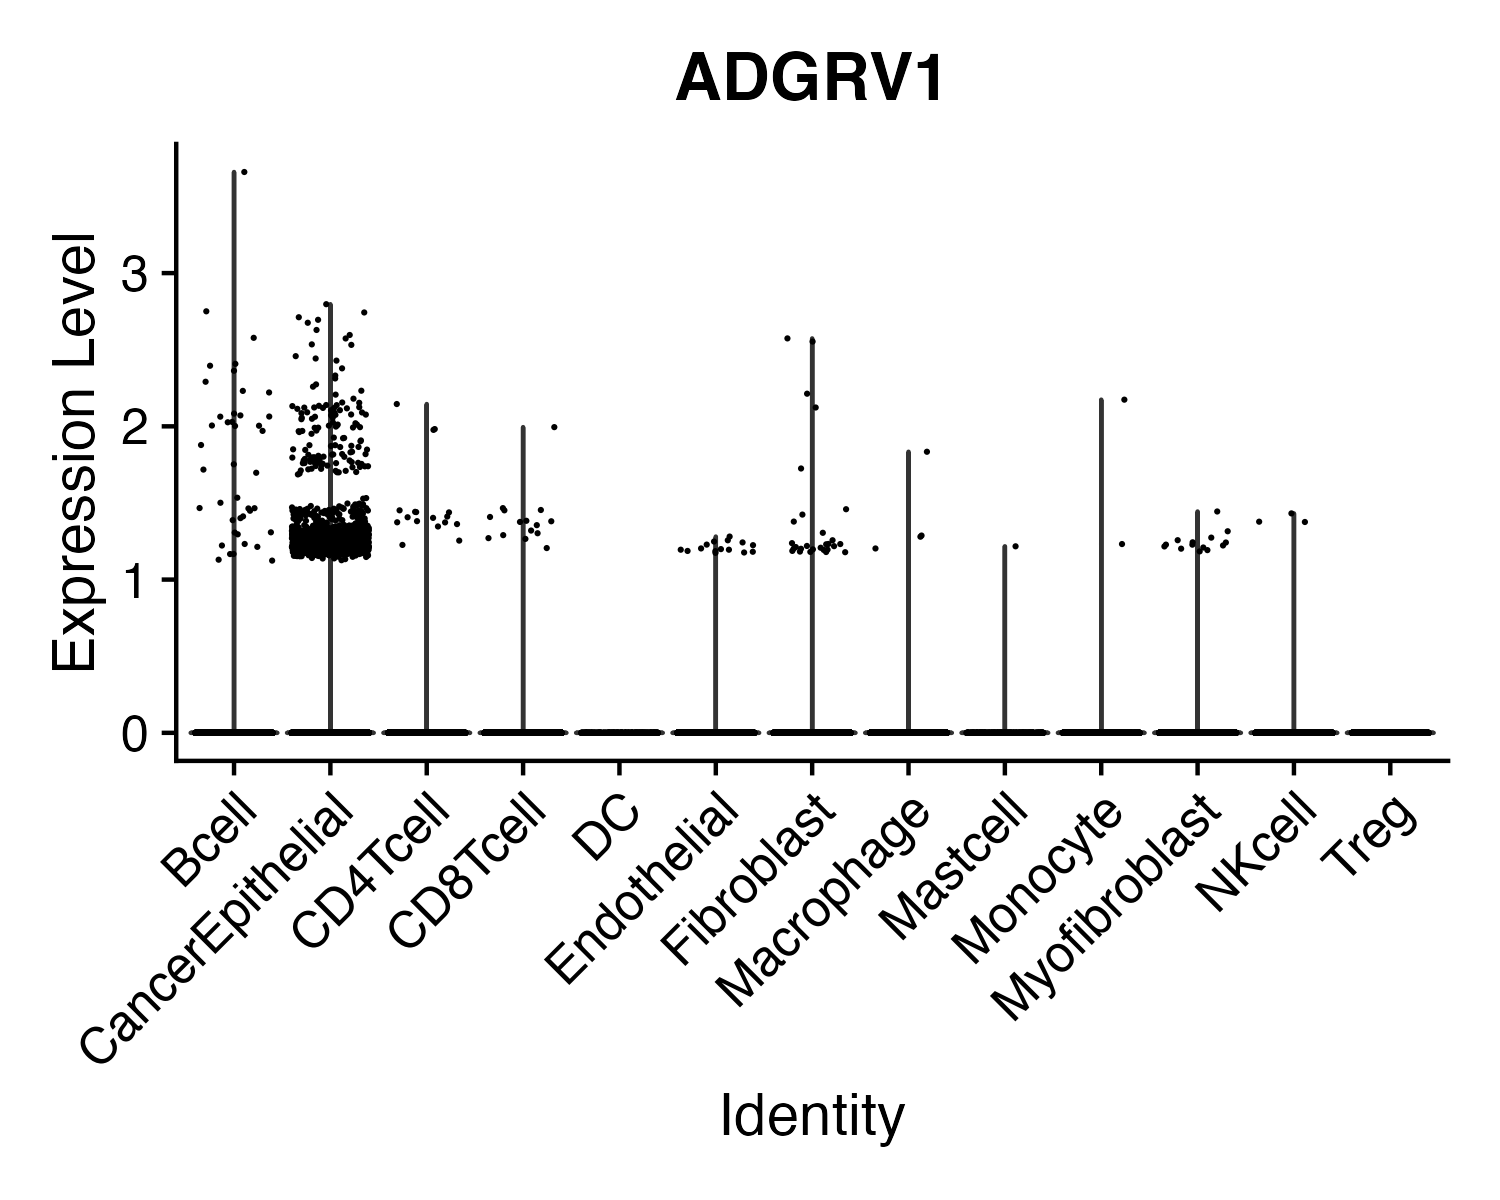 ADGRV1
Expression Level
3
2
1
0
Bcell
CancerEpithelial
CD4Tcell
CD8Tcell
DC
Endothelial
Fibroblast
Macrophage
Mastcell
Monocyte
Myofibroblast
NKcell
Treg
Identity